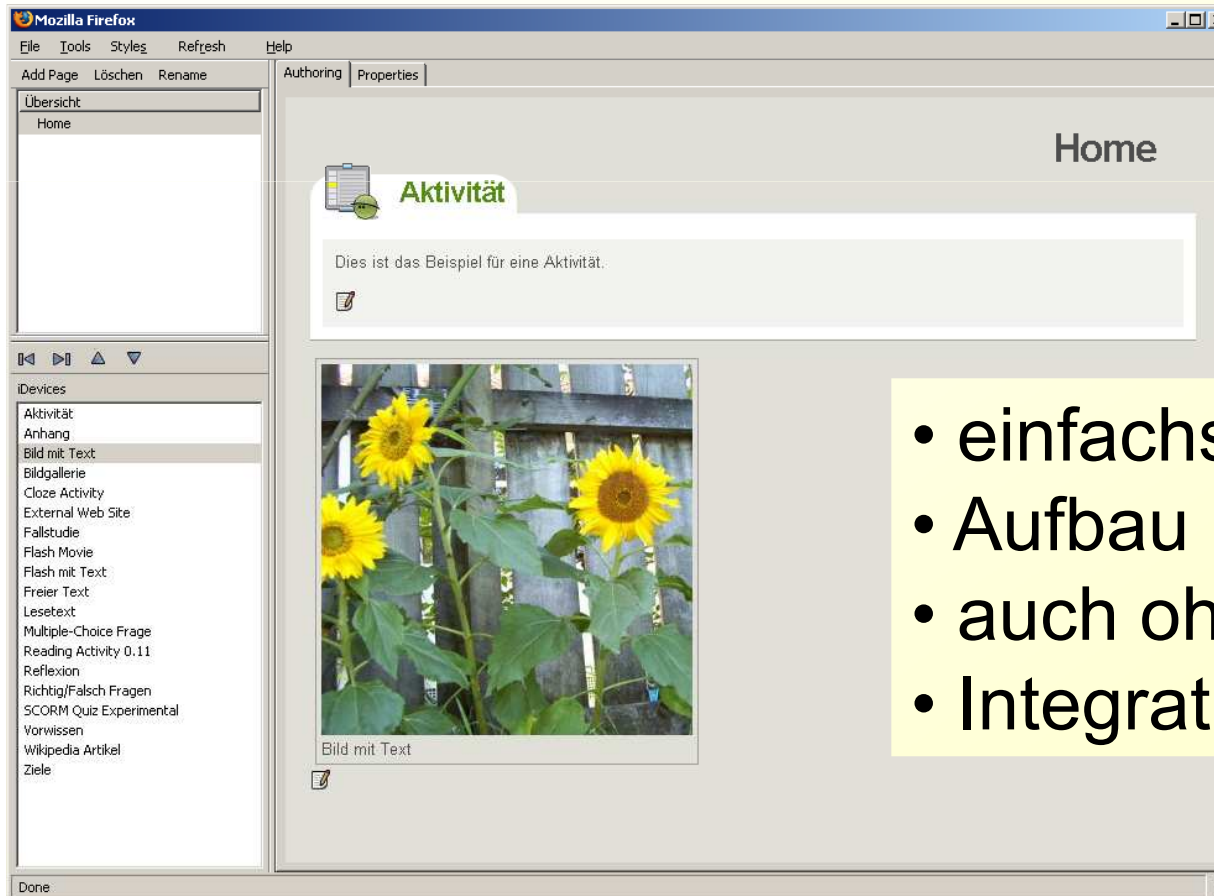 Mozilla Firefox
File Tools Styles Refresh Help
Add Page Löschen Rename
Übersicht
Home
iDevices
Aktivität
Anhang
Bild mit Text
Bildgallerie
Cloze Activity
External Web Site
Fallstudie
Flash Movie
Flash mit Text
Freier Text
Lesetext
Multiple-Choice Frage
Reading Activity 0.11
Reflexion
Richtig/Falsch Fragen
SCORM Quiz Experimental
Vorwissen
Wikipedia Artikel
Ziele
Authoring Properties
Home
Aktivität
Dies ist das Beispiel für eine Aktivität.
Bild mit Text
• einfachs
• Aufbau
• auch oh
• Integrat
Done